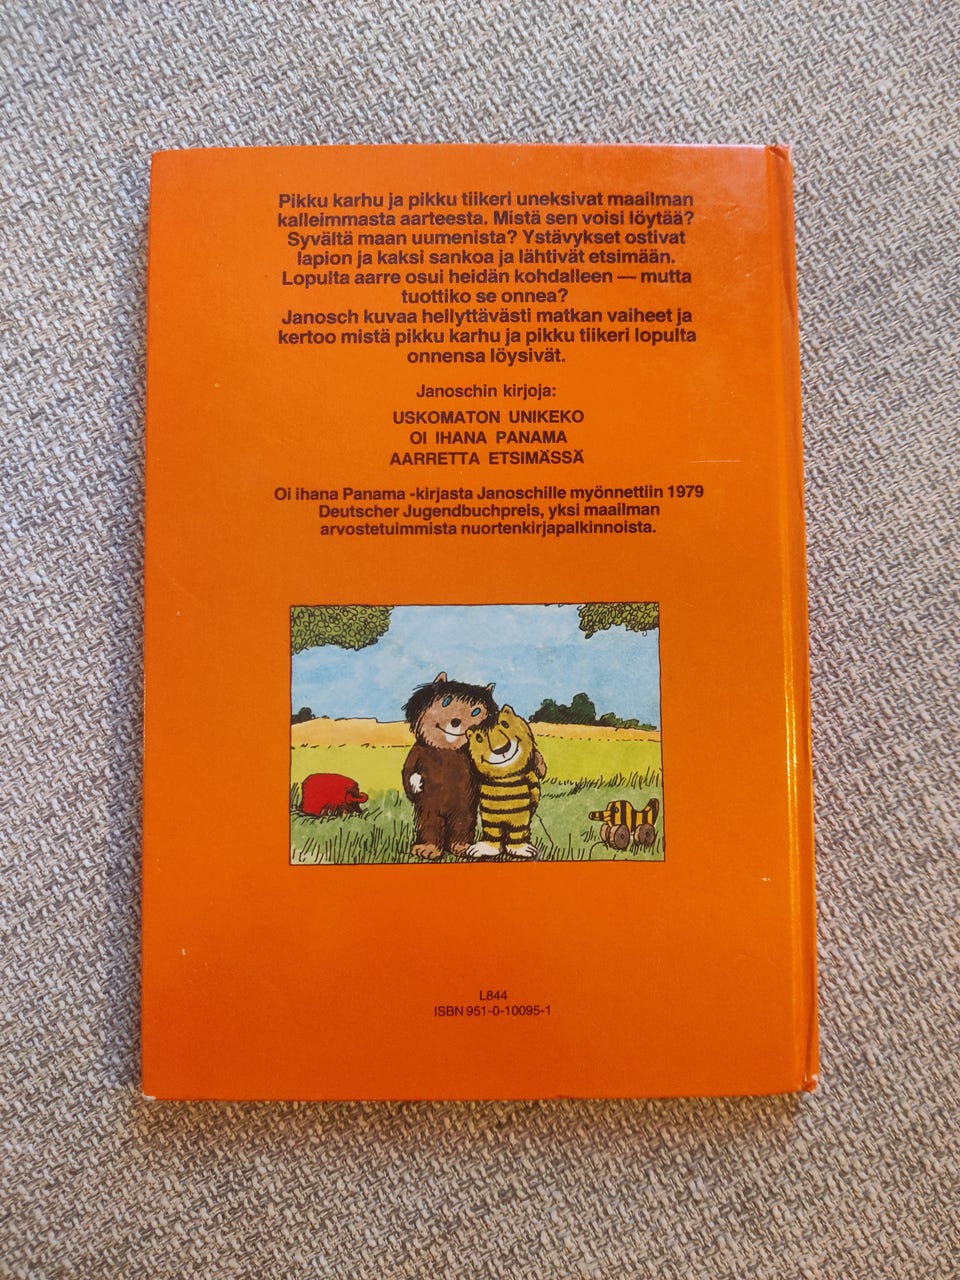 Pikku karhu ja pikku tiikeri uneksivat maailman
kalleimmasta aarteesta. Mistä sen voisi löytää?
Syvältä maan uumenista? Ystävykset ostivat
lapion ja kaksi sankoa ja lähtivät etsimään.
Lopulta aarre osui heidän kohdalleen — mutta
tuottiko se onnea?
Janosch kuvaa hellyttävästi matkan vaiheet ja
kertoo mistä pikku karhu ja pikku tiikeri lopulta
onnensa löysivät.
Janoschin kirjoja:
USKOMATON UNIKEKO
OI IHANA PANAMA
AARRETTA ETSIMÄSSÄ
Oi ihana Panama -kirjasta Janoschille myönnettiin 1979
Deutscher Jugendbuchpreis, yksi maailman
arvostetuimmista nuortenkirjapalkinnoista.
L844
ISBN 951-0-10095-1